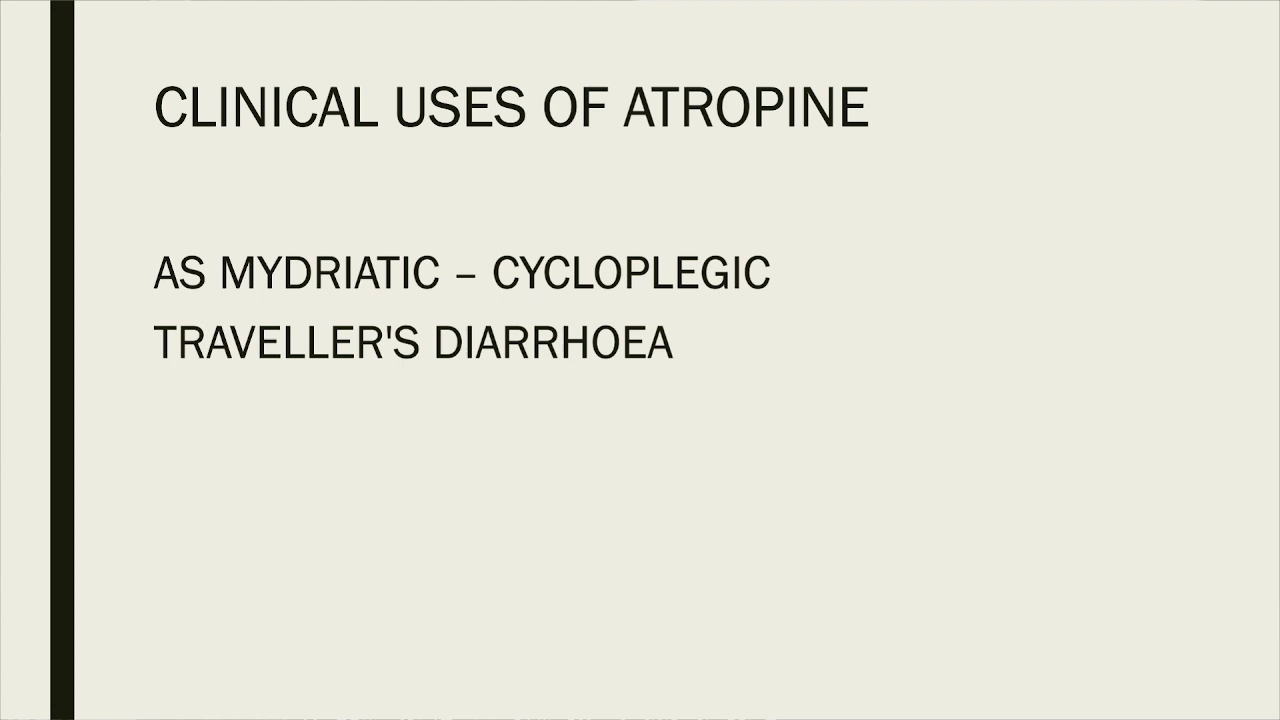 CLINICAL USES OF ATROPINE
AS MYDRIATIC – CYCLOPLEGIC
TRAVELLER'S DIARRHOEA